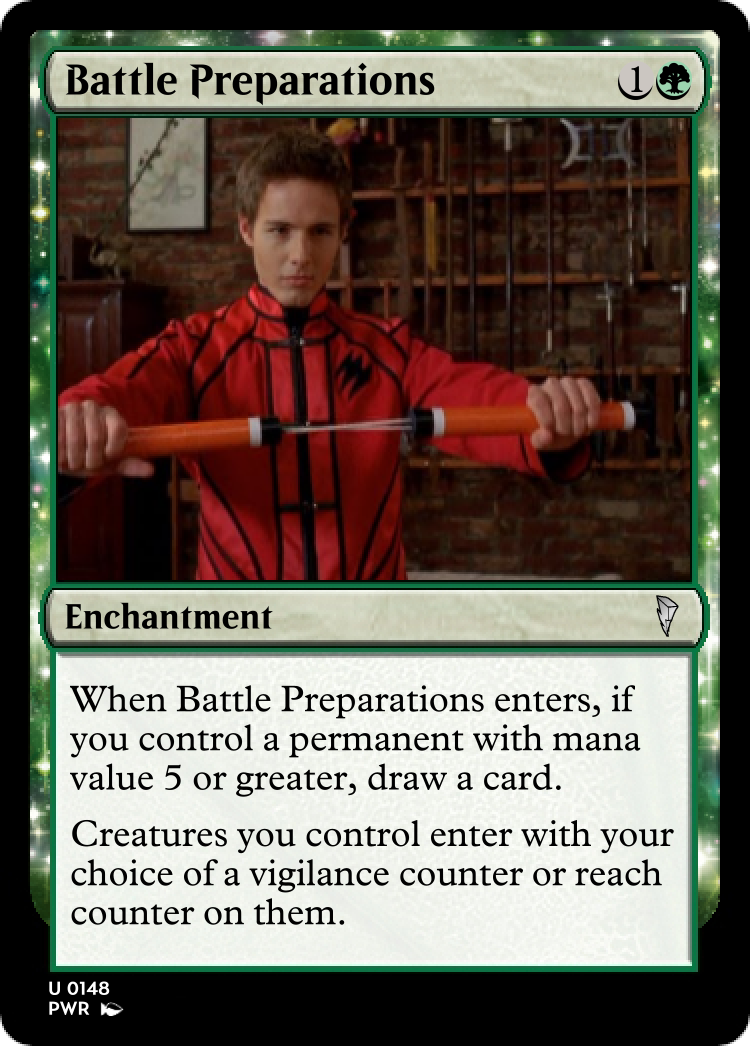 Battle Preparations 1
Enchantment
When Battle Preparations enters, if
you control a permanent with mana
value 5 or greater, draw a card.
Creatures you control enter with your
choice of a vigilance counter or reach
counter on them.
U 0148
PWR